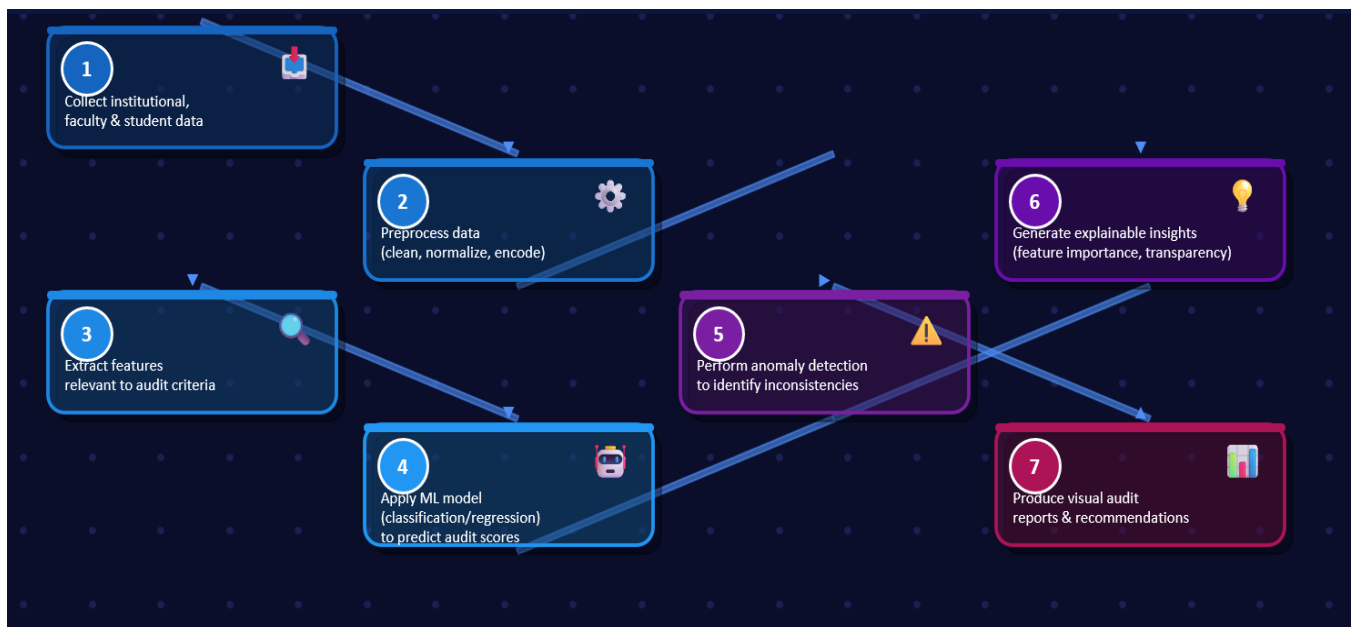 1
Collect institutional,
faculty & student data
2
Preprocess data
(clean, normalize, encode)
3
Extract features
relevant to audit criteria
4
Apply ML model
(classification/regression)
to predict audit scores
5
Perform anomaly detection
to identify inconsistencies
6
Generate explainable insights
(feature importance, transparency)
7
Produce visual audit
reports & recommendations